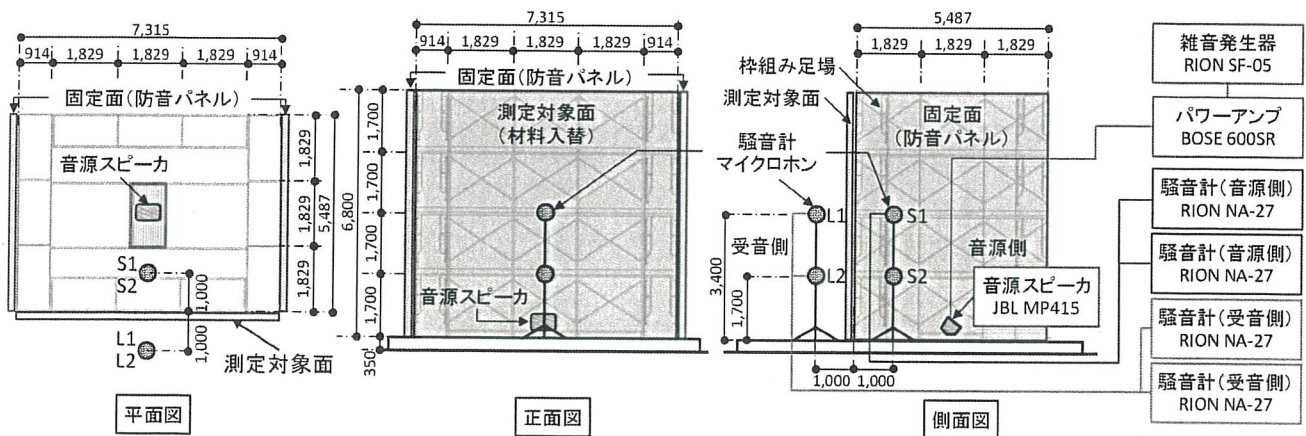 7,315
914 1,829 1,829 1,829 914
固定面(防音パネル)
音源スピーカ
S1
S2
L1
L2
1,829
1,829
1,829
5,487
1,000
1,000
測定対象面
平面図
7,315
914 1,829 1,829 1,829 914
固定面(防音パネル)
測定対象面
(材料入替)
音源スピーカ
1,700
1,700
1,700
1,700
6,800
350
正面図
5,487
1,829 1,829 1,829
枠組み足場
測定対象面
騒音計
マイクロホン
固定面
(防音パネル)
L1
S1
受音側
音源側
L2
S2
音源スピーカ
JBL MP415
3,400
1,700
1,000 1,000
側面図
雑音発生器
RION SF-05
パワーアンプ
BOSE 600SR
騒音計(音源側)
RION NA-27
騒音計(音源側)
RION NA-27
騒音計(受音側)
RION NA-27
騒音計(受音側)
RION NA-27